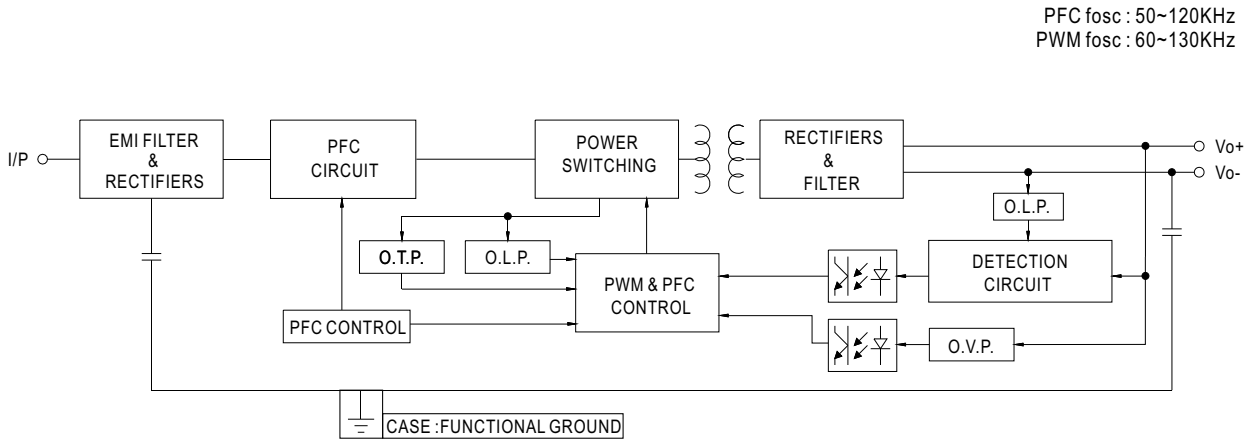 PFC fosc : 50~120KHz
PWM fosc : 60~130KHz
I/P
EMI FILTER
&
RECTIFIERS
PFC
CIRCUIT
POWER
SWITCHING
RECTIFIERS
&
FILTER
Vo+
Vo-
O.L.P.
O.T.P.
O.L.P.
PWM & PFC
CONTROL
DETECTION
CIRCUIT
PFC CONTROL
O.V.P.
CASE :FUNCTIONAL GROUND